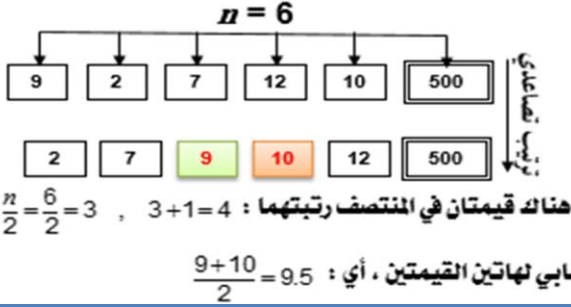 n = 6
9 2 7 12 10 500
ترتيب تصاعدي
2 7 9 10 12 500
هناك قيمتان في المنتصف رتبتهما : n/2 = 6/2 = 3 , 3+1=4
لهاتين القيمتين ، أي : (9+10)/2 = 9.5